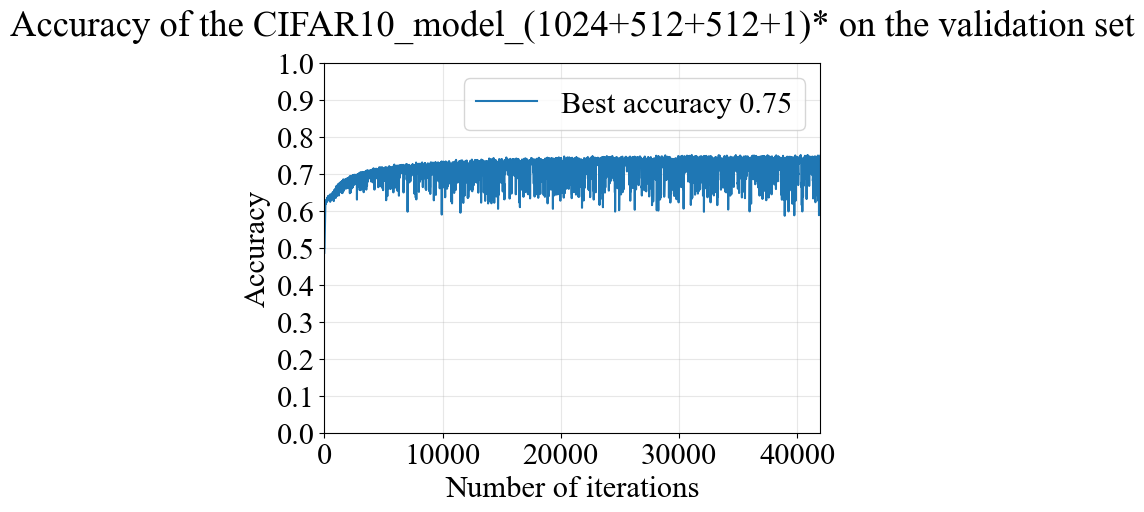 Accuracy of the CIFAR10_model_(1024+512+512+1)* on the validation set
Best accuracy 0.75
Accuracy
1.0
0.9
0.8
0.7
0.6
0.5
0.4
0.3
0.2
0.1
0.0
0 10000 20000 30000 40000
Number of iterations